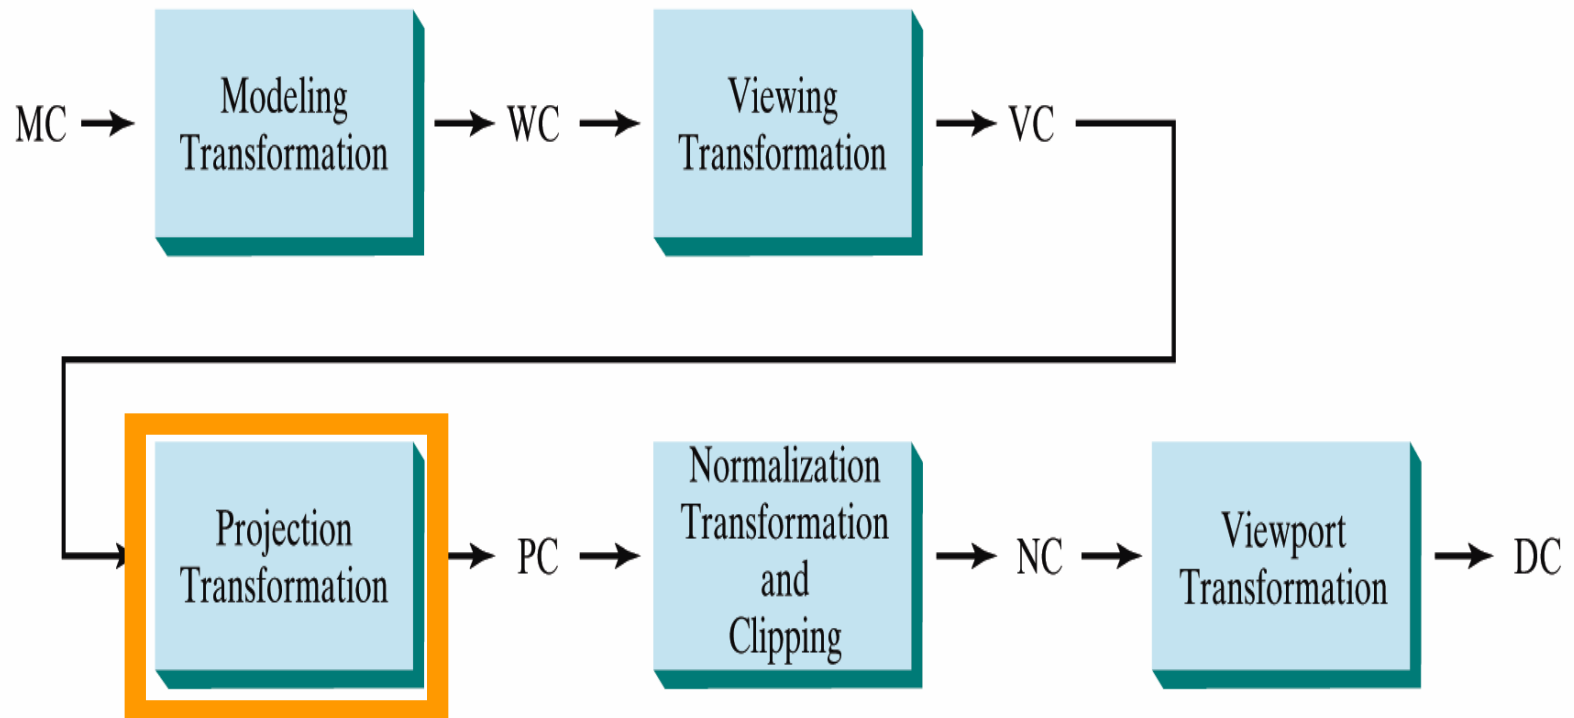 MC
Modeling
Transformation
WC
Viewing
Transformation
VC
Projection
Transformation
PC
Normalization
Transformation
and
Clipping
NC
Viewport
Transformation
DC